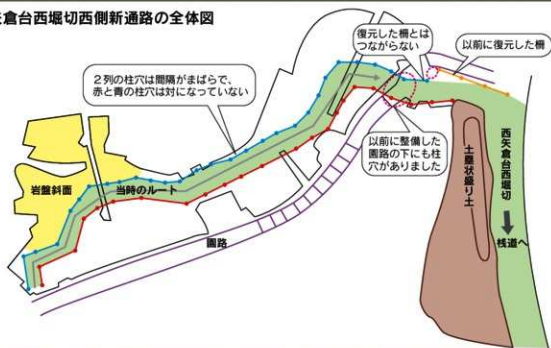 矢倉台西堀切西側新通路の全体図
復元した柵とは
つながらない
以前に復元した柵
2列の柱穴は間隔がまばらで、
赤と青の柱穴は対になっていない
以前に整備した
園路の下にも柱
穴がありました
岩盤斜面
当時のルート
園路
土塁状盛り土
西矢倉台西堀切
桟道へ